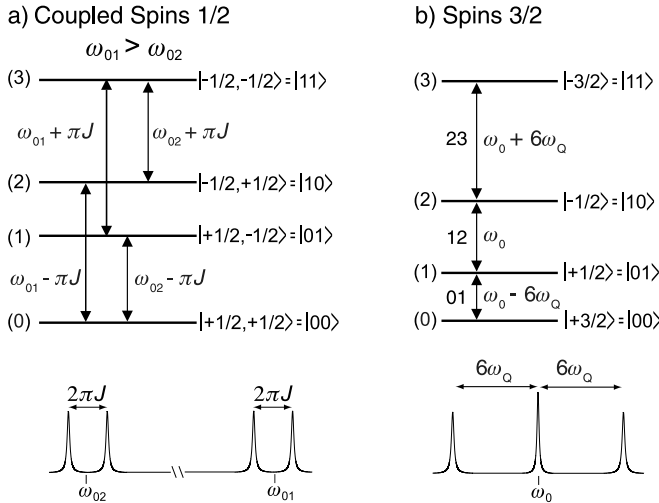 a) Coupled Spins 1/2
ω01 > ω02
(3) |-1/2,-1/2⟩=|11⟩
ω01 + πJ
ω02 + πJ
(2) |-1/2,+1/2⟩=|10⟩
(1) |+1/2,-1/2⟩=|01⟩
ω01 - πJ
ω02 - πJ
(0) |+1/2,+1/2⟩=|00⟩
2πJ
2πJ
ω02
ω01
b) Spins 3/2
(3) |-3/2⟩=|11⟩
23 ω0 + 6ωQ
(2) |-1/2⟩=|10⟩
12 ω0
(1) |+1/2⟩=|01⟩
01 ω0 - 6ωQ
(0) |+3/2⟩=|00⟩
6ωQ 6ωQ
ω0